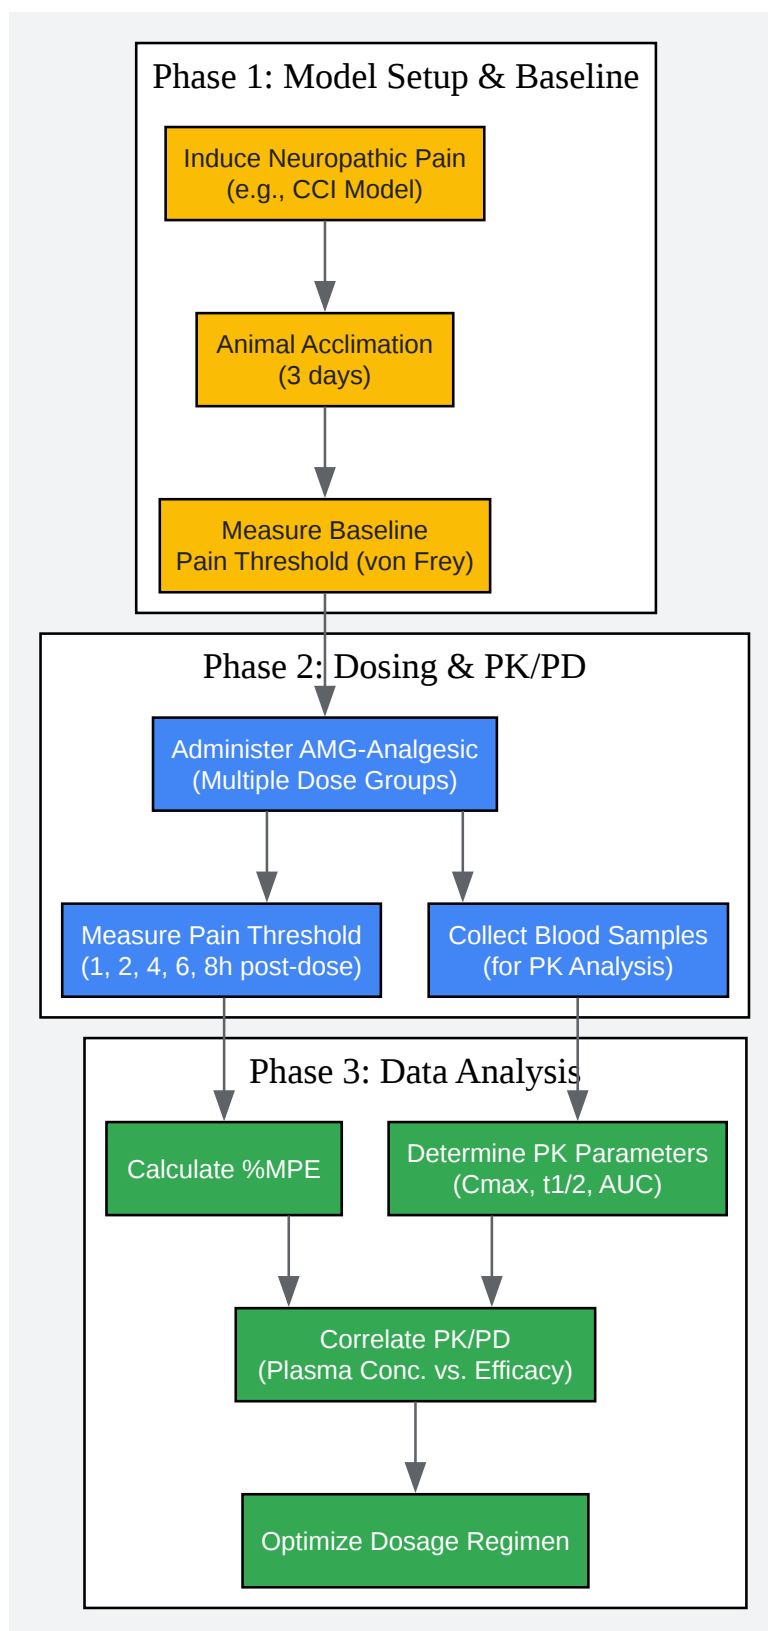 Phase 1: Model Setup & Baseline
Induce Neuropathic Pain
(e.g., CCI Model)
Animal Acclimation
(3 days)
Measure Baseline
Pain Threshold (von Frey)
Phase 2: Dosing & PK/PD
Administer AMG-Analgesic
(Multiple Dose Groups)
Measure Pain Threshold
(1, 2, 4, 6, 8h post-dose)
Collect Blood Samples
(for PK Analysis)
Phase 3: Data Analysis
Calculate %MPE
Determine PK Parameters
(Cmax, t1/2, AUC)
Correlate PK/PD
(Plasma Conc. vs. Efficacy)
Optimize Dosage Regimen